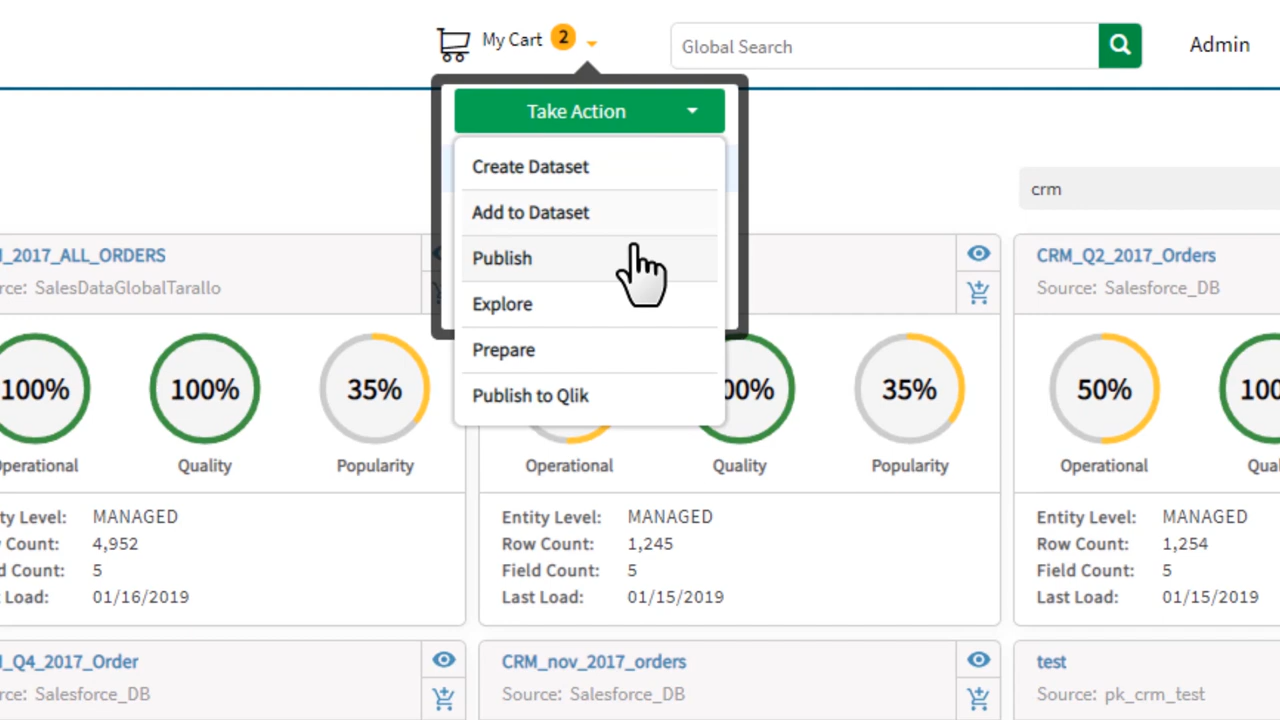 My Cart 2
Global Search
Admin
Take Action
Create Dataset
Add to Dataset
Publish
Explore
Prepare
Publish to Qlik
crm
_2017_ALL_ORDERS
rce: SalesDataGlobalTarallo
100%
100%
35%
perational
Quality
Popularity
ty Level: MANAGED
Count: 4,952
d Count: 5
Load: 01/16/2019
00%
35%
Operational
Quality
Popularity
Entity Level: MANAGED
Row Count: 1,245
Field Count: 5
Last Load: 01/15/2019
CRM_Q2_2017_Orders
Source: Salesforce_DB
50%
100
Operational
Qua
Entity Level: MANAGED
Row Count: 1,254
Field Count: 5
Last Load: 01/15/2019
_Q4_2017_Order
rce: Salesforce_DB
CRM_nov_2017_orders
Source: Salesforce_DB
test
Source: pk_crm_test